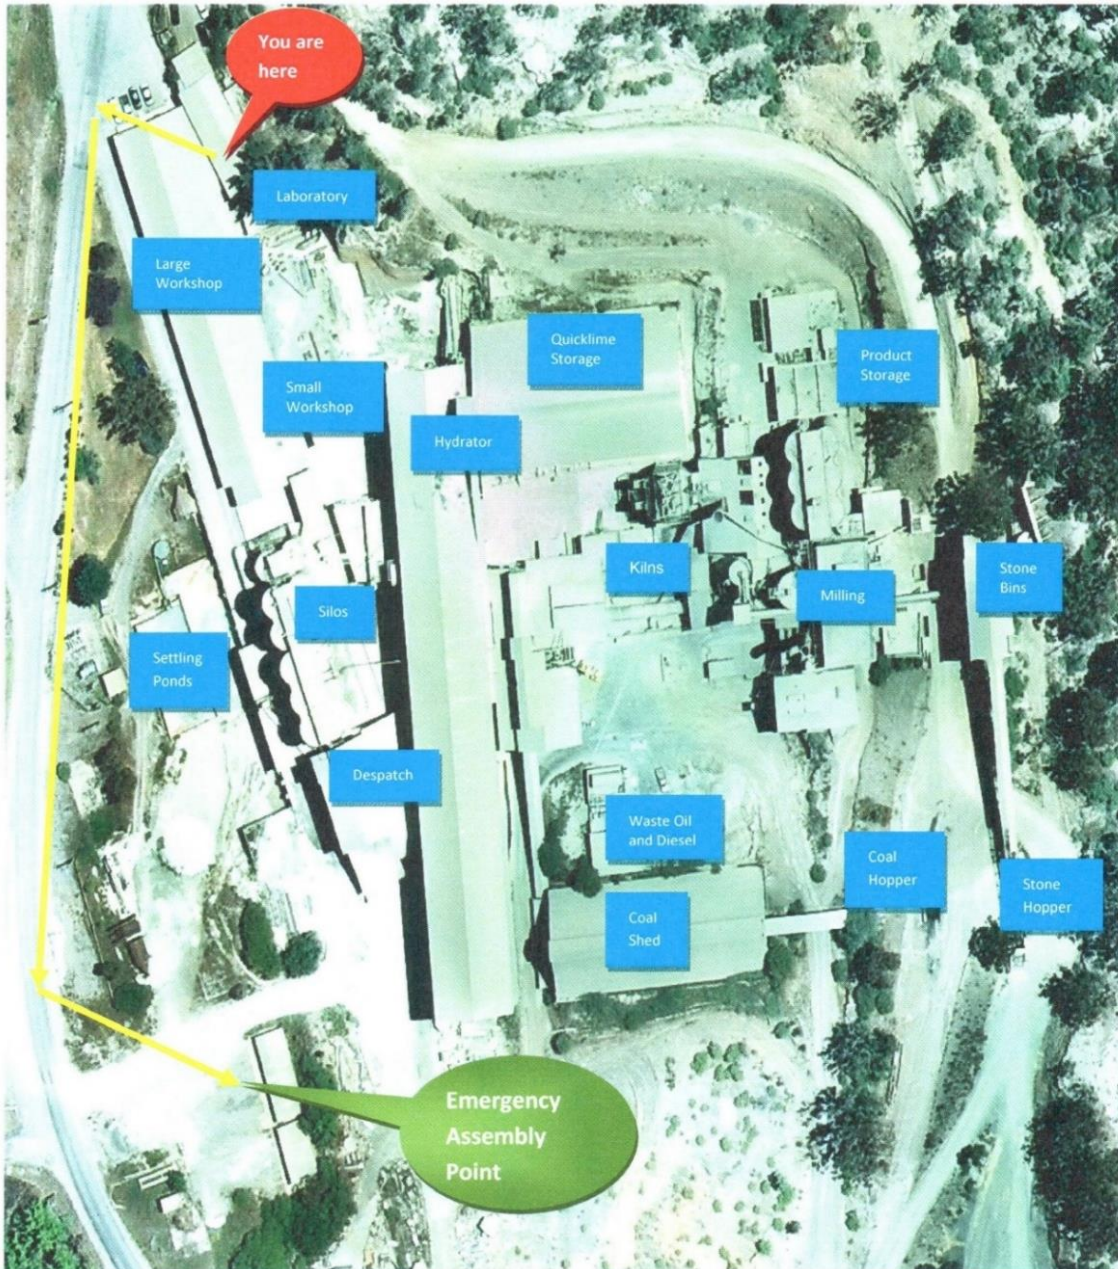 You are
here
Laboratory
Large
Workshop
Quicklime
Storage
Product
Storage
Small
Workshop
Hydrator
Kilns
Stone
Bins
Milling
Silos
Settling
Ponds
Despatch
Waste Oil
and Diesel
Coal
Hopper
Stone
Hopper
Coal
Shed
Emergency
Assembly
Point